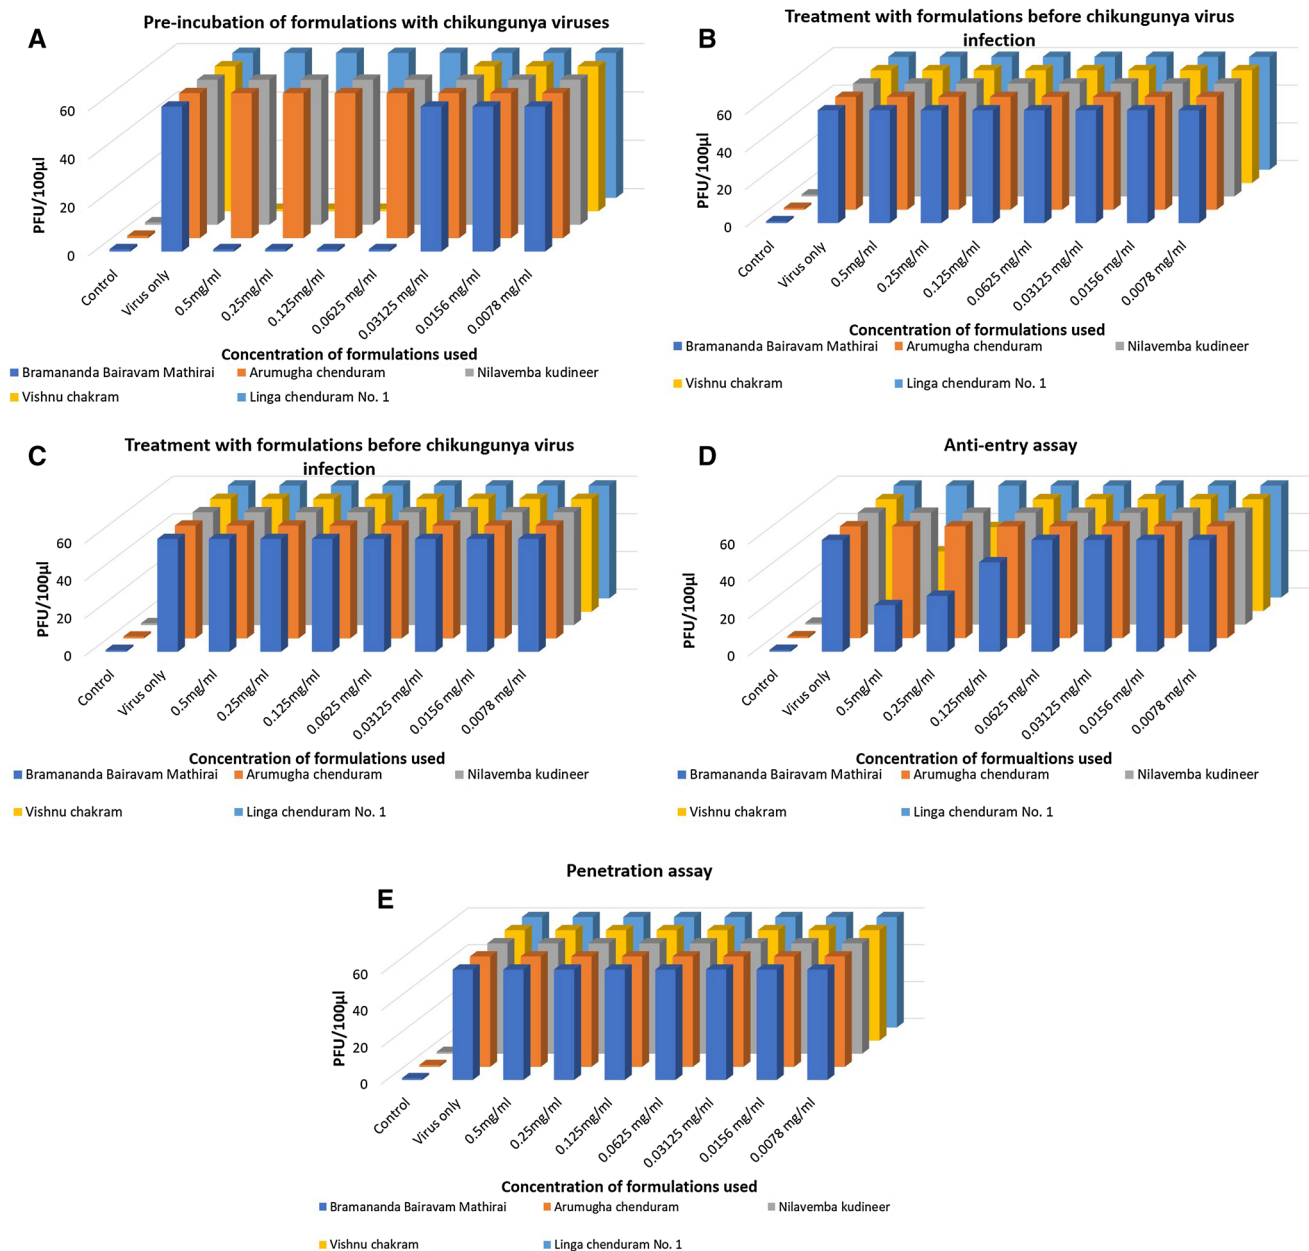 A
Pre-incubation of formulations with chikungunya viruses
PFU/100µl
60
40
20
0
Control
Virus only
0.5mg/ml
0.25mg/ml
0.125mg/ml
0.0625 mg/ml
0.03125 mg/ml
0.0156 mg/ml
0.0078 mg/ml
Concentration of formulations used
Bramananda Bairavam Mathirai
Arumugha chenduram
Nilavemba kudineer
Vishnu chakram
Linga chenduram No. 1
B
Treatment with formulations before chikungunya virus
infection
PFU/100µl
60
40
20
0
Control
Virus only
0.5mg/ml
0.25mg/ml
0.125mg/ml
0.0625 mg/ml
0.03125 mg/ml
0.0156 mg/ml
0.0078 mg/ml
Concentration of formulations used
Bramananda Bairavam Mathirai
Arumugha chenduram
Nilavemba kudineer
Vishnu chakram
Linga chenduram No. 1
C
Treatment with formulations before chikungunya virus
infection
PFU/100µl
60
40
20
0
Control
Virus only
0.5mg/ml
0.25mg/ml
0.125mg/ml
0.0625 mg/ml
0.03125 mg/ml
0.0156 mg/ml
0.0078 mg/ml
Concentration of formulations used
Bramananda Bairavam Mathirai
Arumugha chenduram
Nilavemba kudineer
Vishnu chakram
Linga chenduram No. 1
D
Anti-entry assay
PFU/100µl
60
40
20
0
Control
Virus only
0.5mg/ml
0.25mg/ml
0.125mg/ml
0.0625 mg/ml
0.03125 mg/ml
0.0156 mg/ml
0.0078 mg/ml
Concentration of formualtions used
Bramananda Bairavam Mathirai
Arumugha chenduram
Nilavemba kudineer
Vishnu chakram
Linga chenduram No. 1
E
Penetration assay
PFU/100µl
60
40
20
0
Control
Virus only
0.5mg/ml
0.25mg/ml
0.125mg/ml
0.0625 mg/ml
0.03125 mg/ml
0.0156 mg/ml
0.0078 mg/ml
Concentration of formulations used
Bramananda Bairavam Mathirai
Arumugha chenduram
Nilavemba kudineer
Vishnu chakram
Linga chenduram No. 1